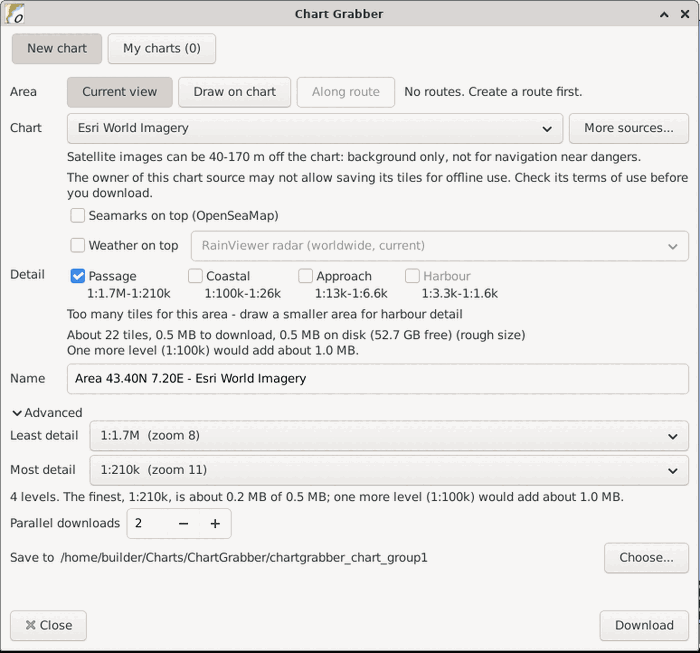 Chart Grabber
New chart
My charts (0)
Area
Current view
Draw on chart
Along route
No routes. Create a route first.
Chart
Esri World Imagery
More sources...
Satellite images can be 40-170 m off the chart: background only, not for navigation near dangers.
The owner of this chart source may not allow saving its tiles for offline use. Check its terms of use before
you download.
Seamarks on top (OpenSeaMap)
Weather on top
RainViewer radar (worldwide, current)
Detail
Passage
Coastal
Approach
Harbour
1:1.7M-1:210k
1:100k-1:26k
1:13k-1:6.6k
1:3.3k-1:1.6k
Too many tiles for this area - draw a smaller area for harbour detail
About 22 tiles, 0.5 MB to download, 0.5 MB on disk (52.7 GB free) (rough size)
One more level (1:100k) would add about 1.0 MB.
Name
Area 43.40N 7.20E - Esri World Imagery
Advanced
Least detail
1:1.7M (zoom 8)
Most detail
1:210k (zoom 11)
4 levels. The finest, 1:210k, is about 0.2 MB of 0.5 MB; one more level (1:100k) would add about 1.0 MB.
Parallel downloads
2
Save to /home/builder/Charts/ChartGrabber/chartgrabber_chart_group1
Choose...
Close
Download